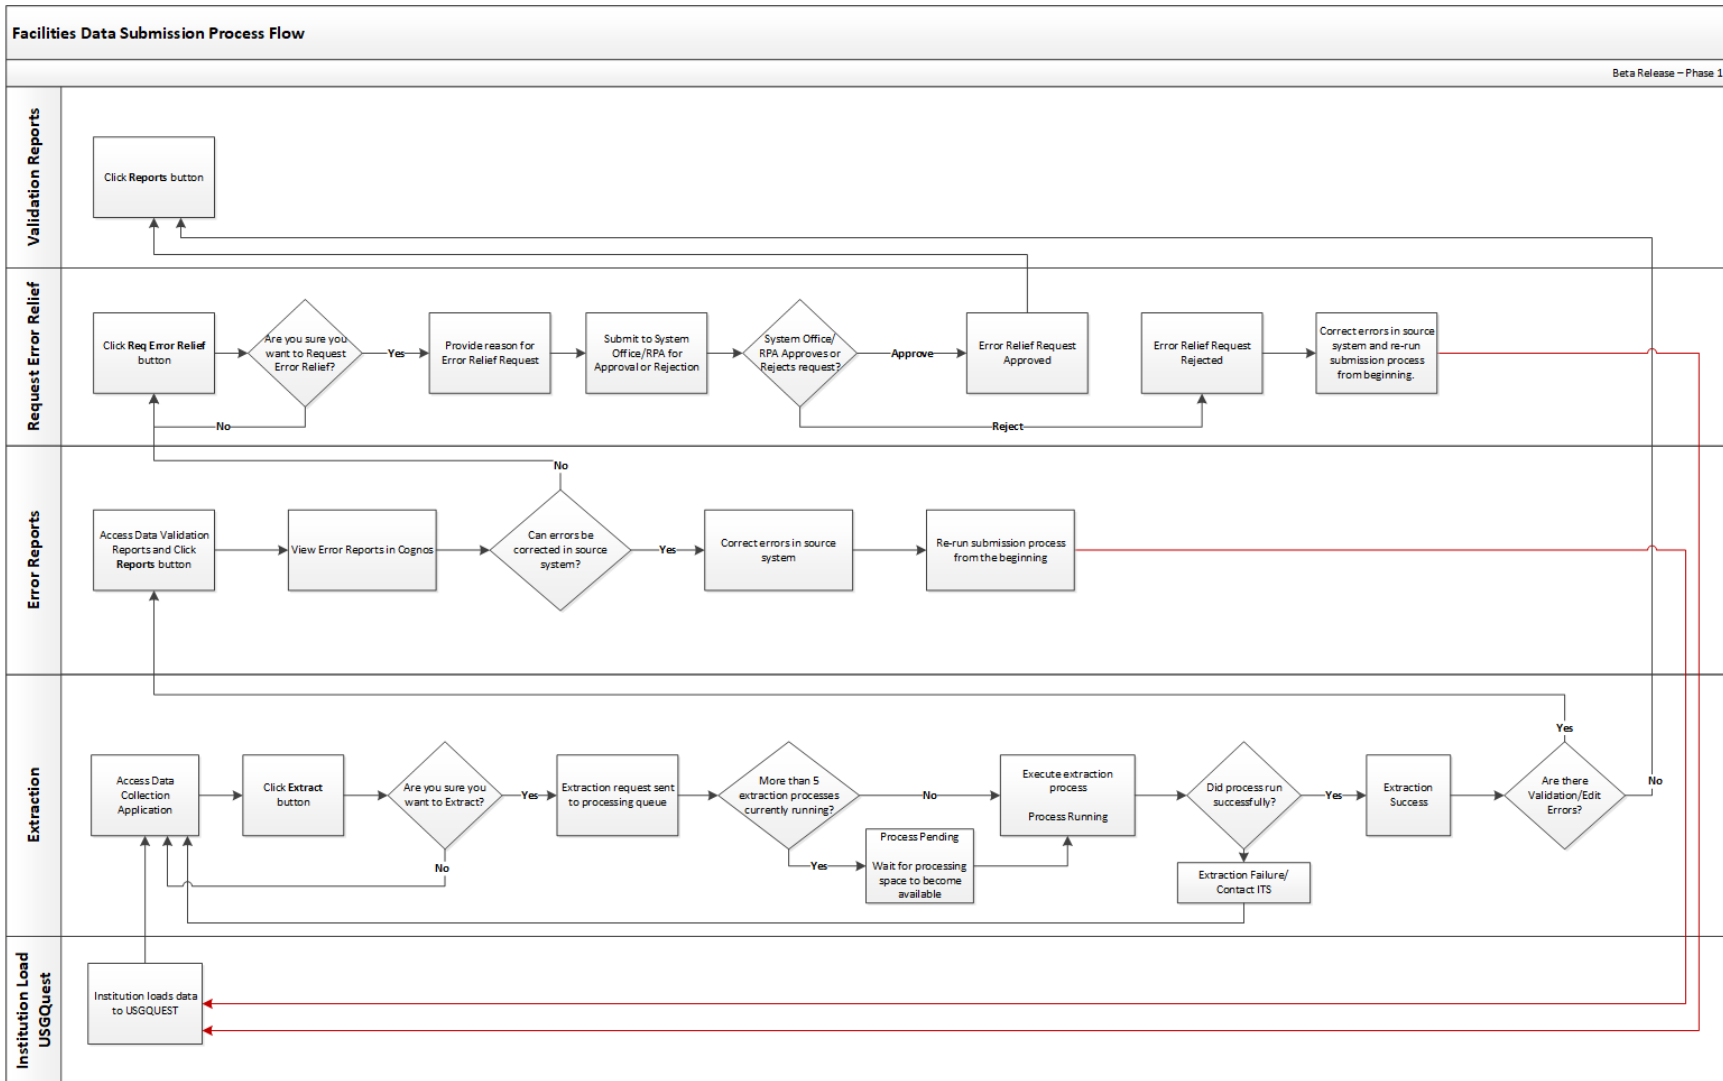 Facilities Data Submission Process Flow
Beta Release – Phase 1
Validation Reports
Click Reports button
Request Error Relief
Click Req Error Relief
button
Are you sure you
want to Request
Error Relief?
Yes
No
Provide reason for
Error Relief Request
Submit to System
Office/RPA for
Approval or Rejection
System Office/
RPA Approves or
Rejects request?
Approve
Reject
Error Relief Request
Approved
Error Relief Request
Rejected
Correct errors in source
system and re-run
submission process
from beginning.
Error Reports
Access Data Validation
Reports and Click
Reports button
View Error Reports in Cognos
No
Can errors be
corrected in source
system?
Yes
Correct errors in source
system
Re-run submission process
from the beginning
Extraction
Access Data
Collection
Application
Click Extract
button
Are you sure you
want to Extract?
Yes
No
Extraction request sent
to processing queue
More than 5
extraction processes
currently running?
No
Yes
Process Pending
Wait for processing
space to become
available
Execute extraction
process
Process Running
Did process run
successfully?
Yes
Extraction Failure/
Contact ITS
Extraction
Success
Yes
Are there
Validation/Edit
Errors?
No
Institution Load
USGQuest
Institution loads data
to USGQUEST